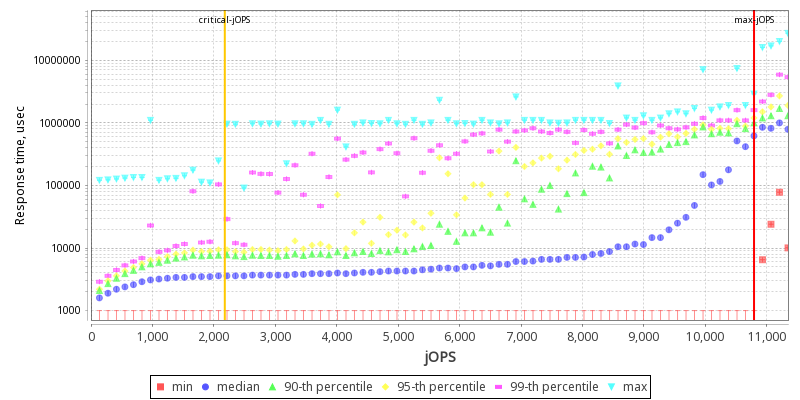 critical-jOPS
max-jOPS
Response time, usec
10000000
1000000
100000
10000
1000
0
1,000
2,000
3,000
4,000
5,000
6,000
7,000
8,000
9,000
10,000
11,000
jOPS
min
median
90-th percentile
95-th percentile
99-th percentile
max